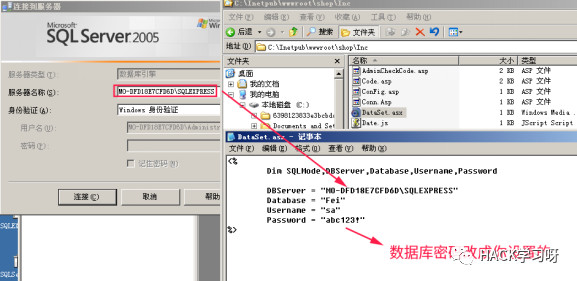 连接到服务器
Microsoft
SQL Server 2005
服务器类型(T): 数据库引擎
服务器名称(S): MO-DFD18E7CFD6D\SQLEXPRESS
身份验证(A): Windows 身份验证
用户名(U): MO-DFD18E7CFD6D\Administr
密码(P):
记住密码(M)
连接(C) 取消 帮助
C:\Inetpub\wwwroot\shop\Inc
文件(F) 编辑(E) 查看(V) 收藏(A) 工具(T) 帮助(H)
后退 搜索 文件夹
地址(D) C:\Inetpub\wwwroot\shop\Inc
文件夹
桌面
我的文档
我的电脑
本地磁盘 (C:)
Documents and Settings
名称 大小 类型
AdminCheckCode.asp 2 KB ASP 文件
Code.asp 2 KB ASP 文件
ConFig.asp 1 KB ASP 文件
Conn.Asp 1 KB ASP 文件
DataSet.asx 1 KB Windows Media
Date.js 7 KB JScript Script
DataSet.asx - 记事本
文件(F) 编辑(E) 格式(O) 查看(V) 帮助(H)
<%
Dim SQLMode,DBServer,Database,Username,Password
DBServer = "MO-DFD18E7CFD6D\SQLEXPRESS"
Database = "Fei"
Username = "sa"
Password = "abc123!"
%>
数据库密码改成你设置的
HACK学习呀